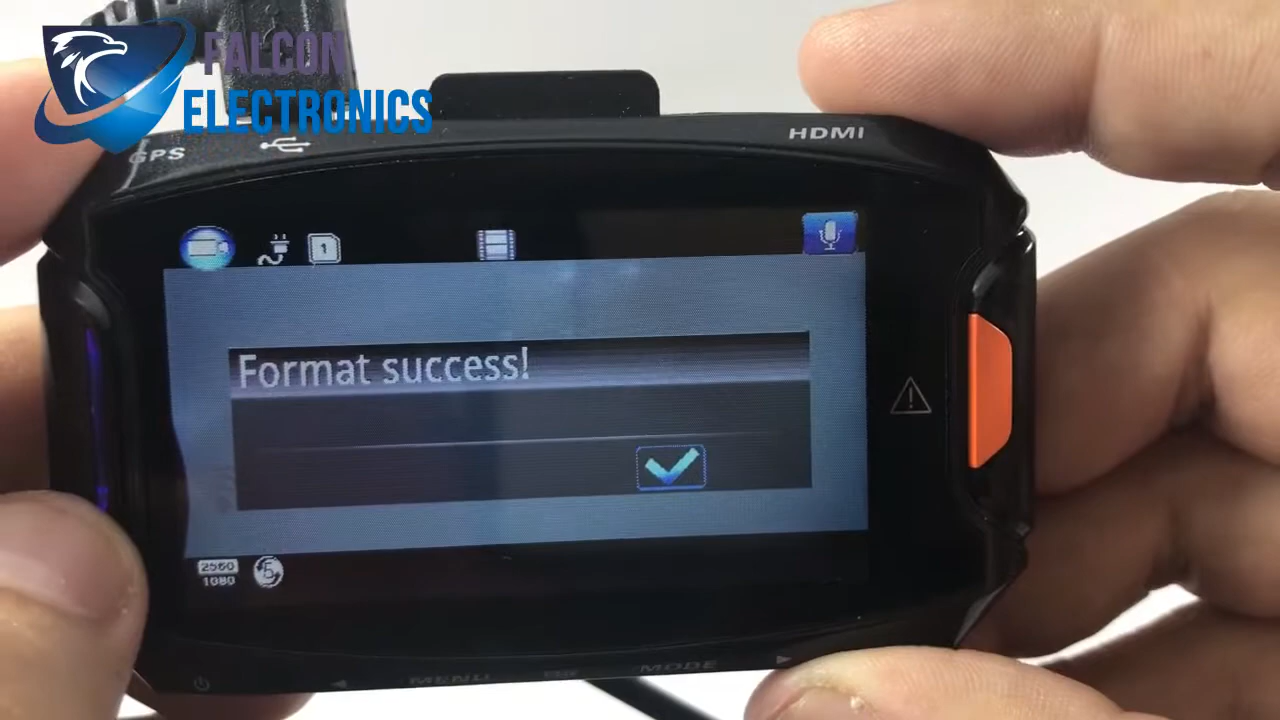 FALCON
ELECTRONICS
GPS
HDMI
1
Format success!
2560
1080
5
MENU
MODE